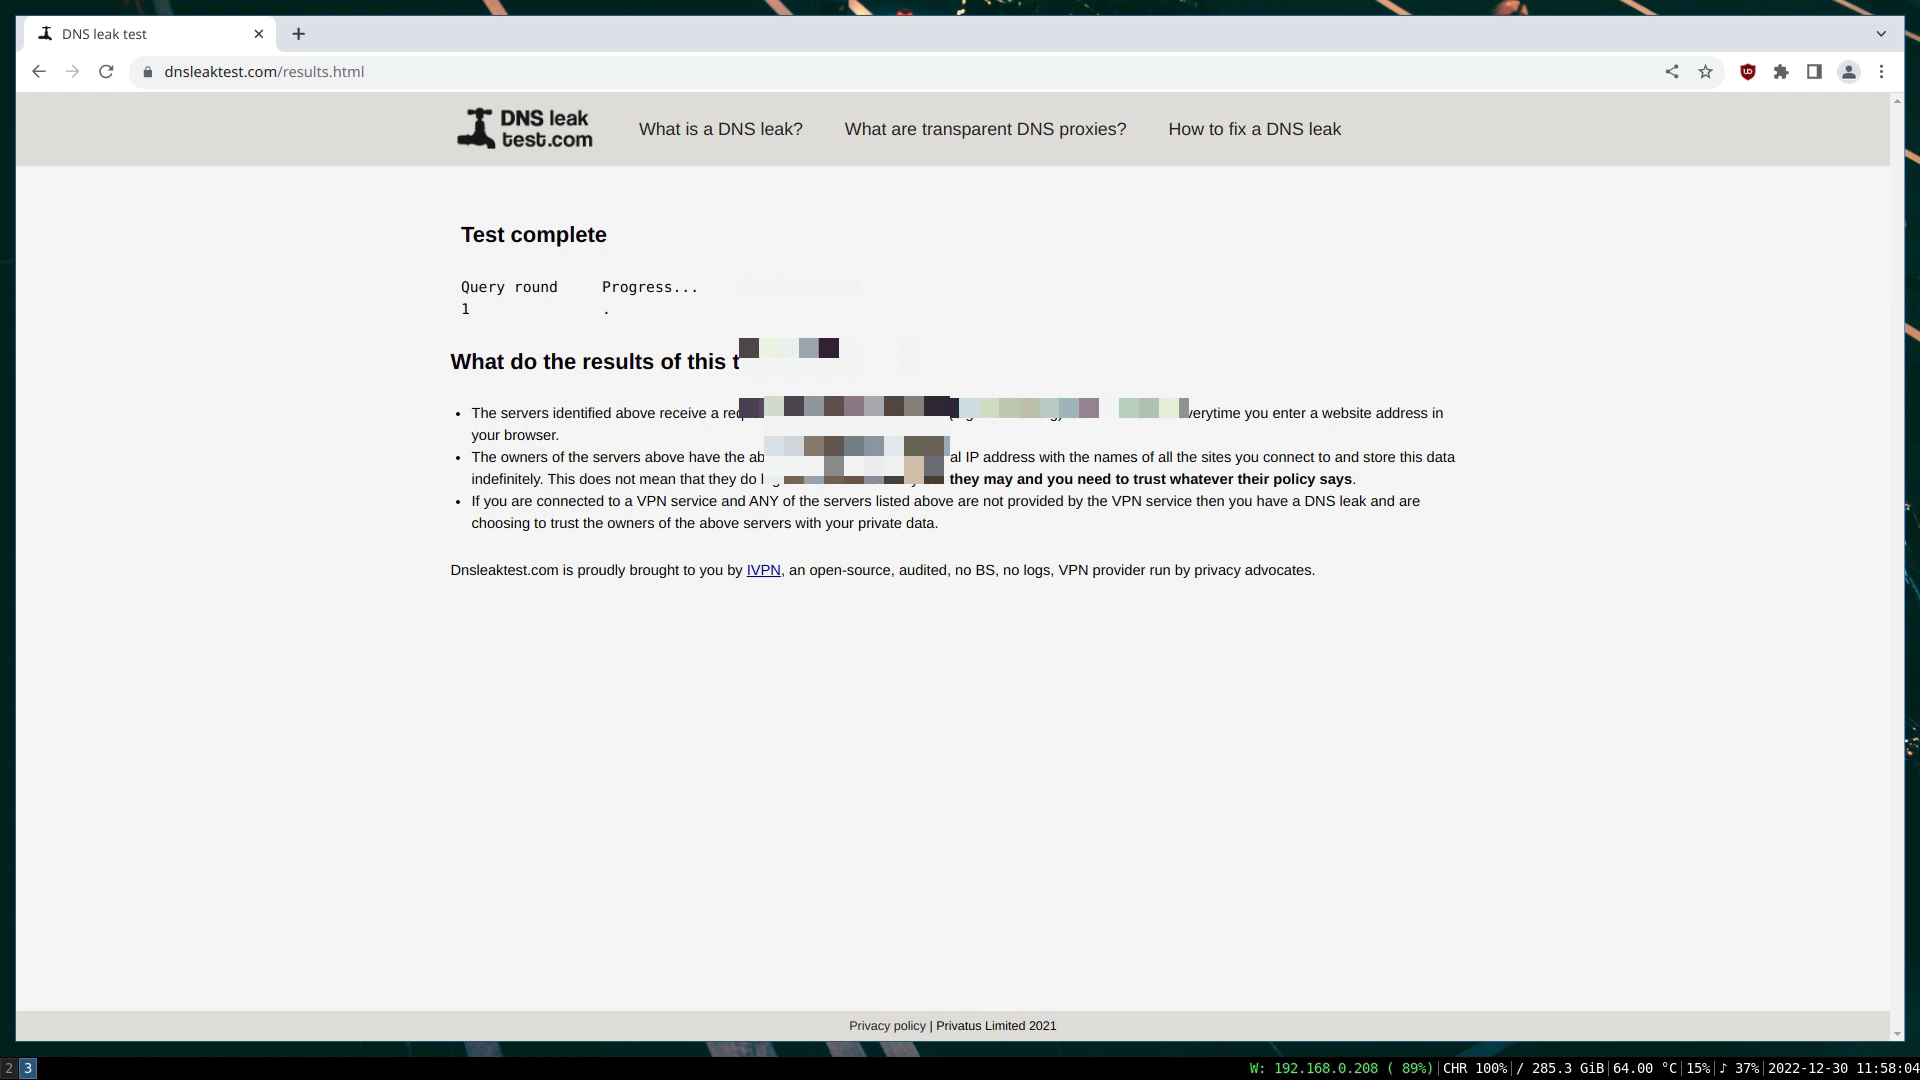 DNS leak test
dnsleaktest.com/results.html
DNS leak
test.com
What is a DNS leak?
What are transparent DNS proxies?
How to fix a DNS leak
Test complete
Query round Progress...
1 .
What do the results of this
The servers identified above receive a everytime you enter a website address in
your browser.
The owners of the servers above have the IP address with the names of all the sites you connect to and store this data
indefinitely. This does not mean that they do they may and you need to trust whatever their policy says.
If you are connected to a VPN service and ANY of the servers listed above are not provided by the VPN service then you have a DNS leak and are
choosing to trust the owners of the above servers with your private data.
Dnsleaktest.com is proudly brought to you by IVPN, an open-source, audited, no BS, no logs, VPN provider run by privacy advocates.
Privacy policy | Privatus Limited 2021
2 3 W: 192.168.0.208 ( 89%)|CHR 100%|/ 285.3 GiB|64.00 °C|15%|♪ 37%|2022-12-30 11:58:04